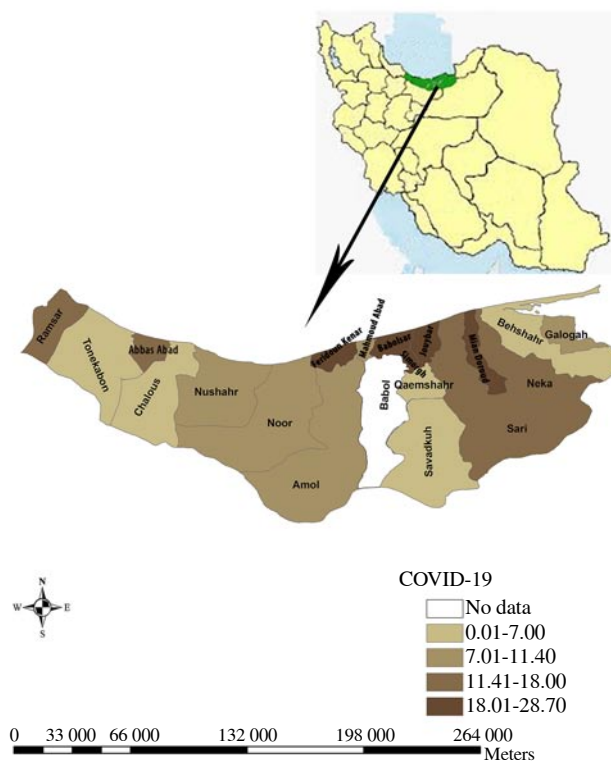 Ramsar
Tonekabon
Abbas Abad
Chalous
Nushahr
Noor
Amol
Feridoun Kenar
Mahmoud Abad
Babol
Babolsar
Simorgh
Jouybar
Qaemshahr
Savadkuh
Mian Doroud
Behshahr
Galogah
Neka
Sari
N
W E
S
COVID-19
No data
0.01-7.00
7.01-11.40
11.41-18.00
18.01-28.70
0 33 000 66 000 132 000 198 000 264 000
Meters